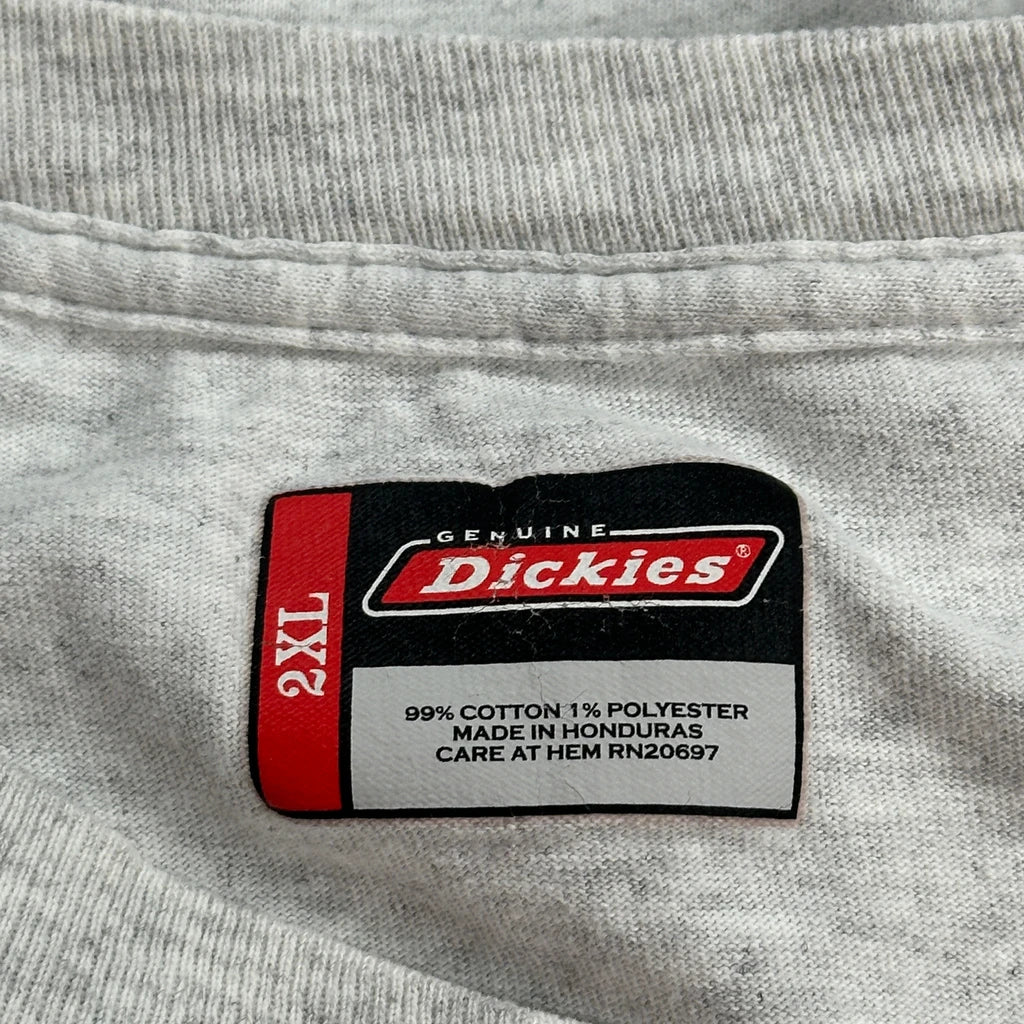 2XL
GENUINE
Dickies®
99% COTTON 1% POLYESTER
MADE IN HONDURAS
CARE AT HEM RN20697